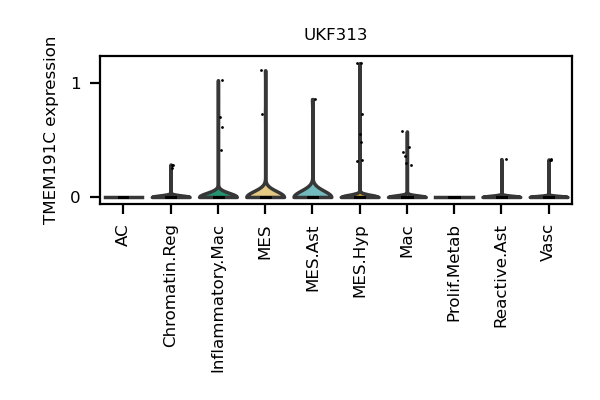 UKF313
TMEM191C expression
1
0
AC
Chromatin.Reg
Inflammatory.Mac
MES
MES.Ast
MES.Hyp
Mac
Prolif.Metab
Reactive.Ast
Vasc